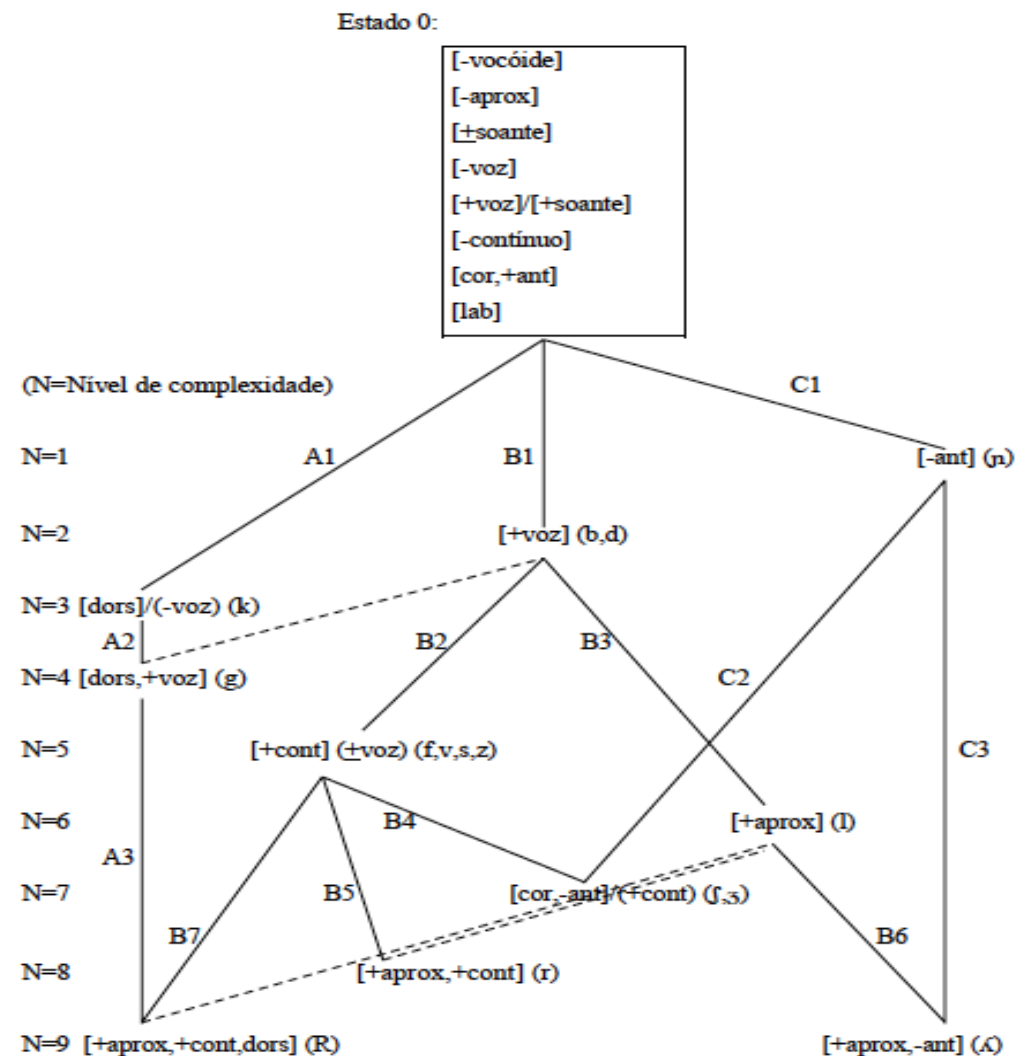 Estado 0:
[-vocóide]
[-aprox]
[±soante]
[-voz]
[+voz]/[+soante]
[-contínuo]
[cor,+ant]
[lab]
(N=Nível de complexidade)
C1
N=1 A1 B1 [-ant] (ɲ)
N=2 [+voz] (b,d)
N=3 [dors]/(-voz) (k)
A2 B2 B3
N=4 [dors,+voz] (g) C2
N=5 [+cont] (±voz) (f,v,s,z) C3
N=6 B4 [+aprox] (l)
A3
N=7 B5 [cor,-ant]/(+cont) (ʃ,ʒ)
B7 B6
N=8 [+aprox,+cont] (r)
N=9 [+aprox,+cont,dors] (R) [+aprox,-ant] (ʎ)